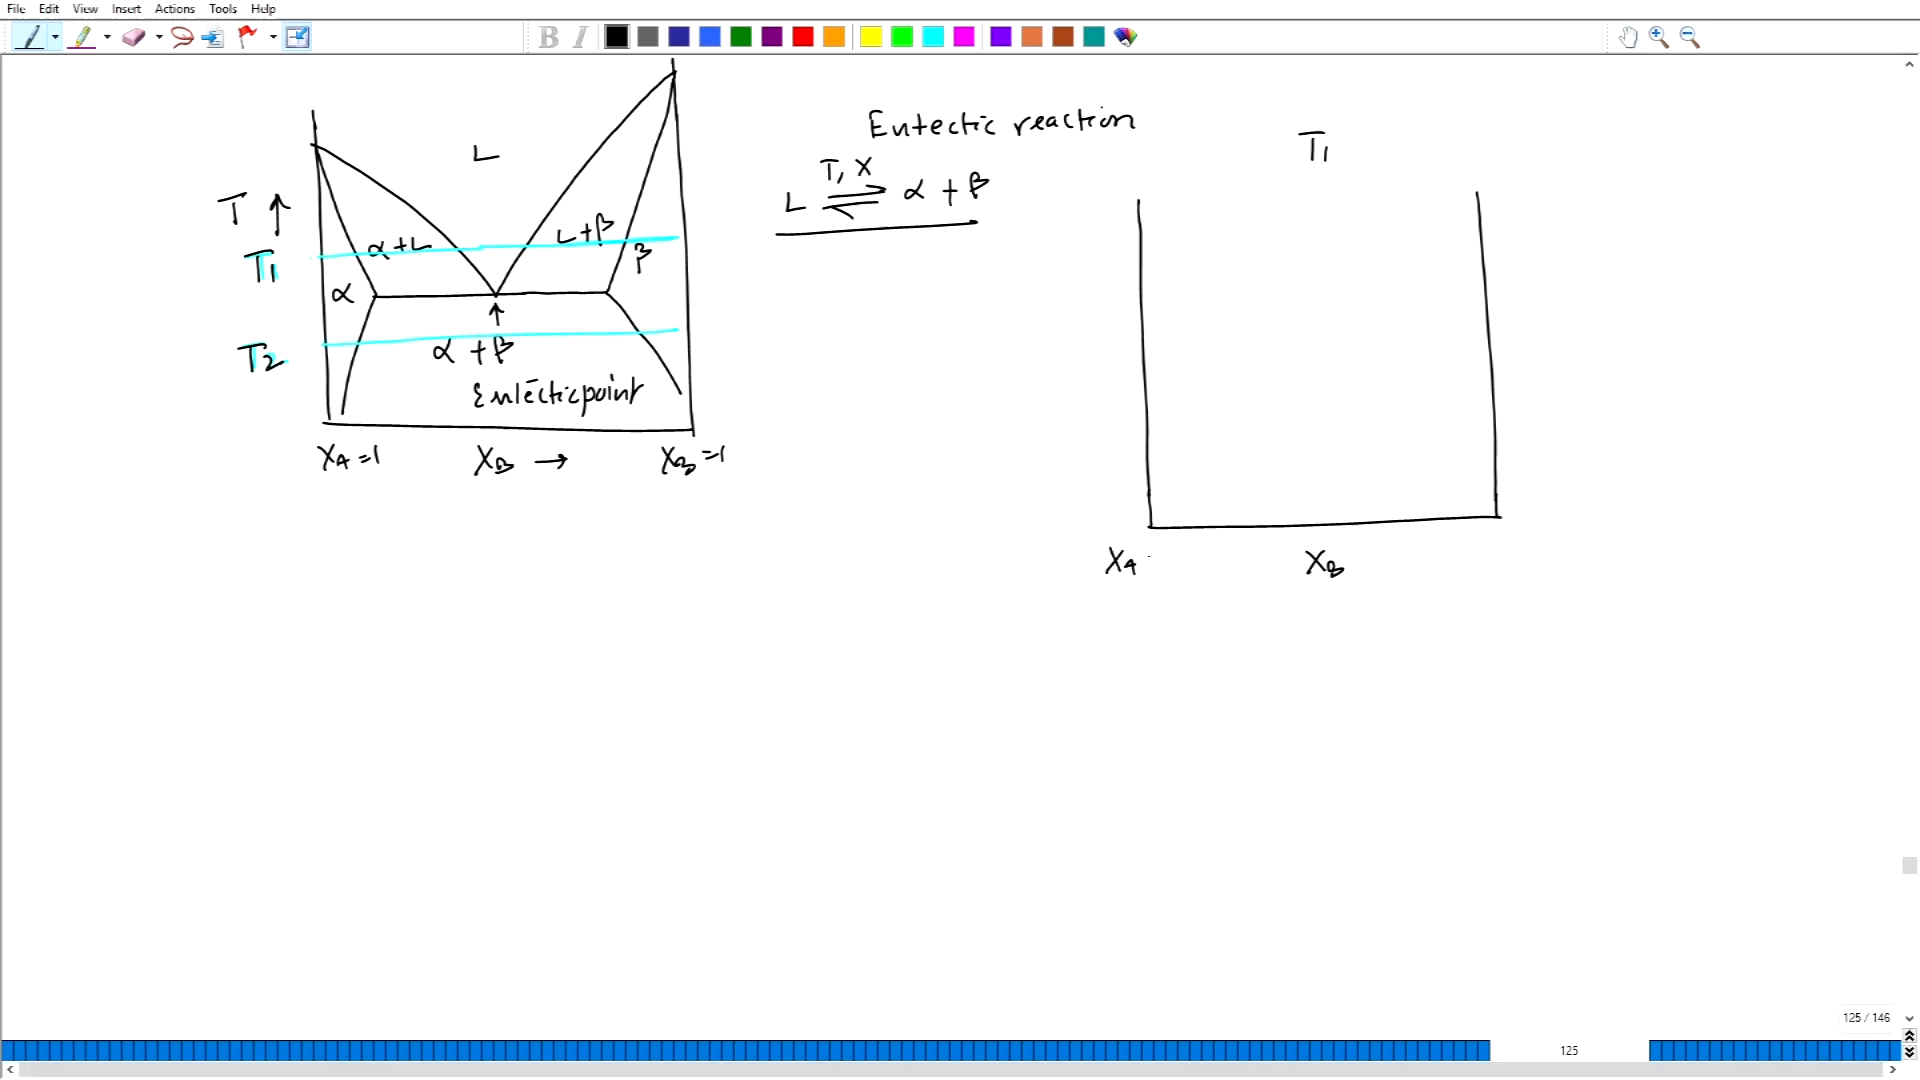 File Edit View Insert Actions Tools Help
B I
L
T ↑
T1
α+L
L+β
β
α
T2
α+β
Eutectic point
XA=1 XB → XB=1
Eutectic reaction
T, X
L ⇌ α + β
T1
XA XB
125 / 146
125